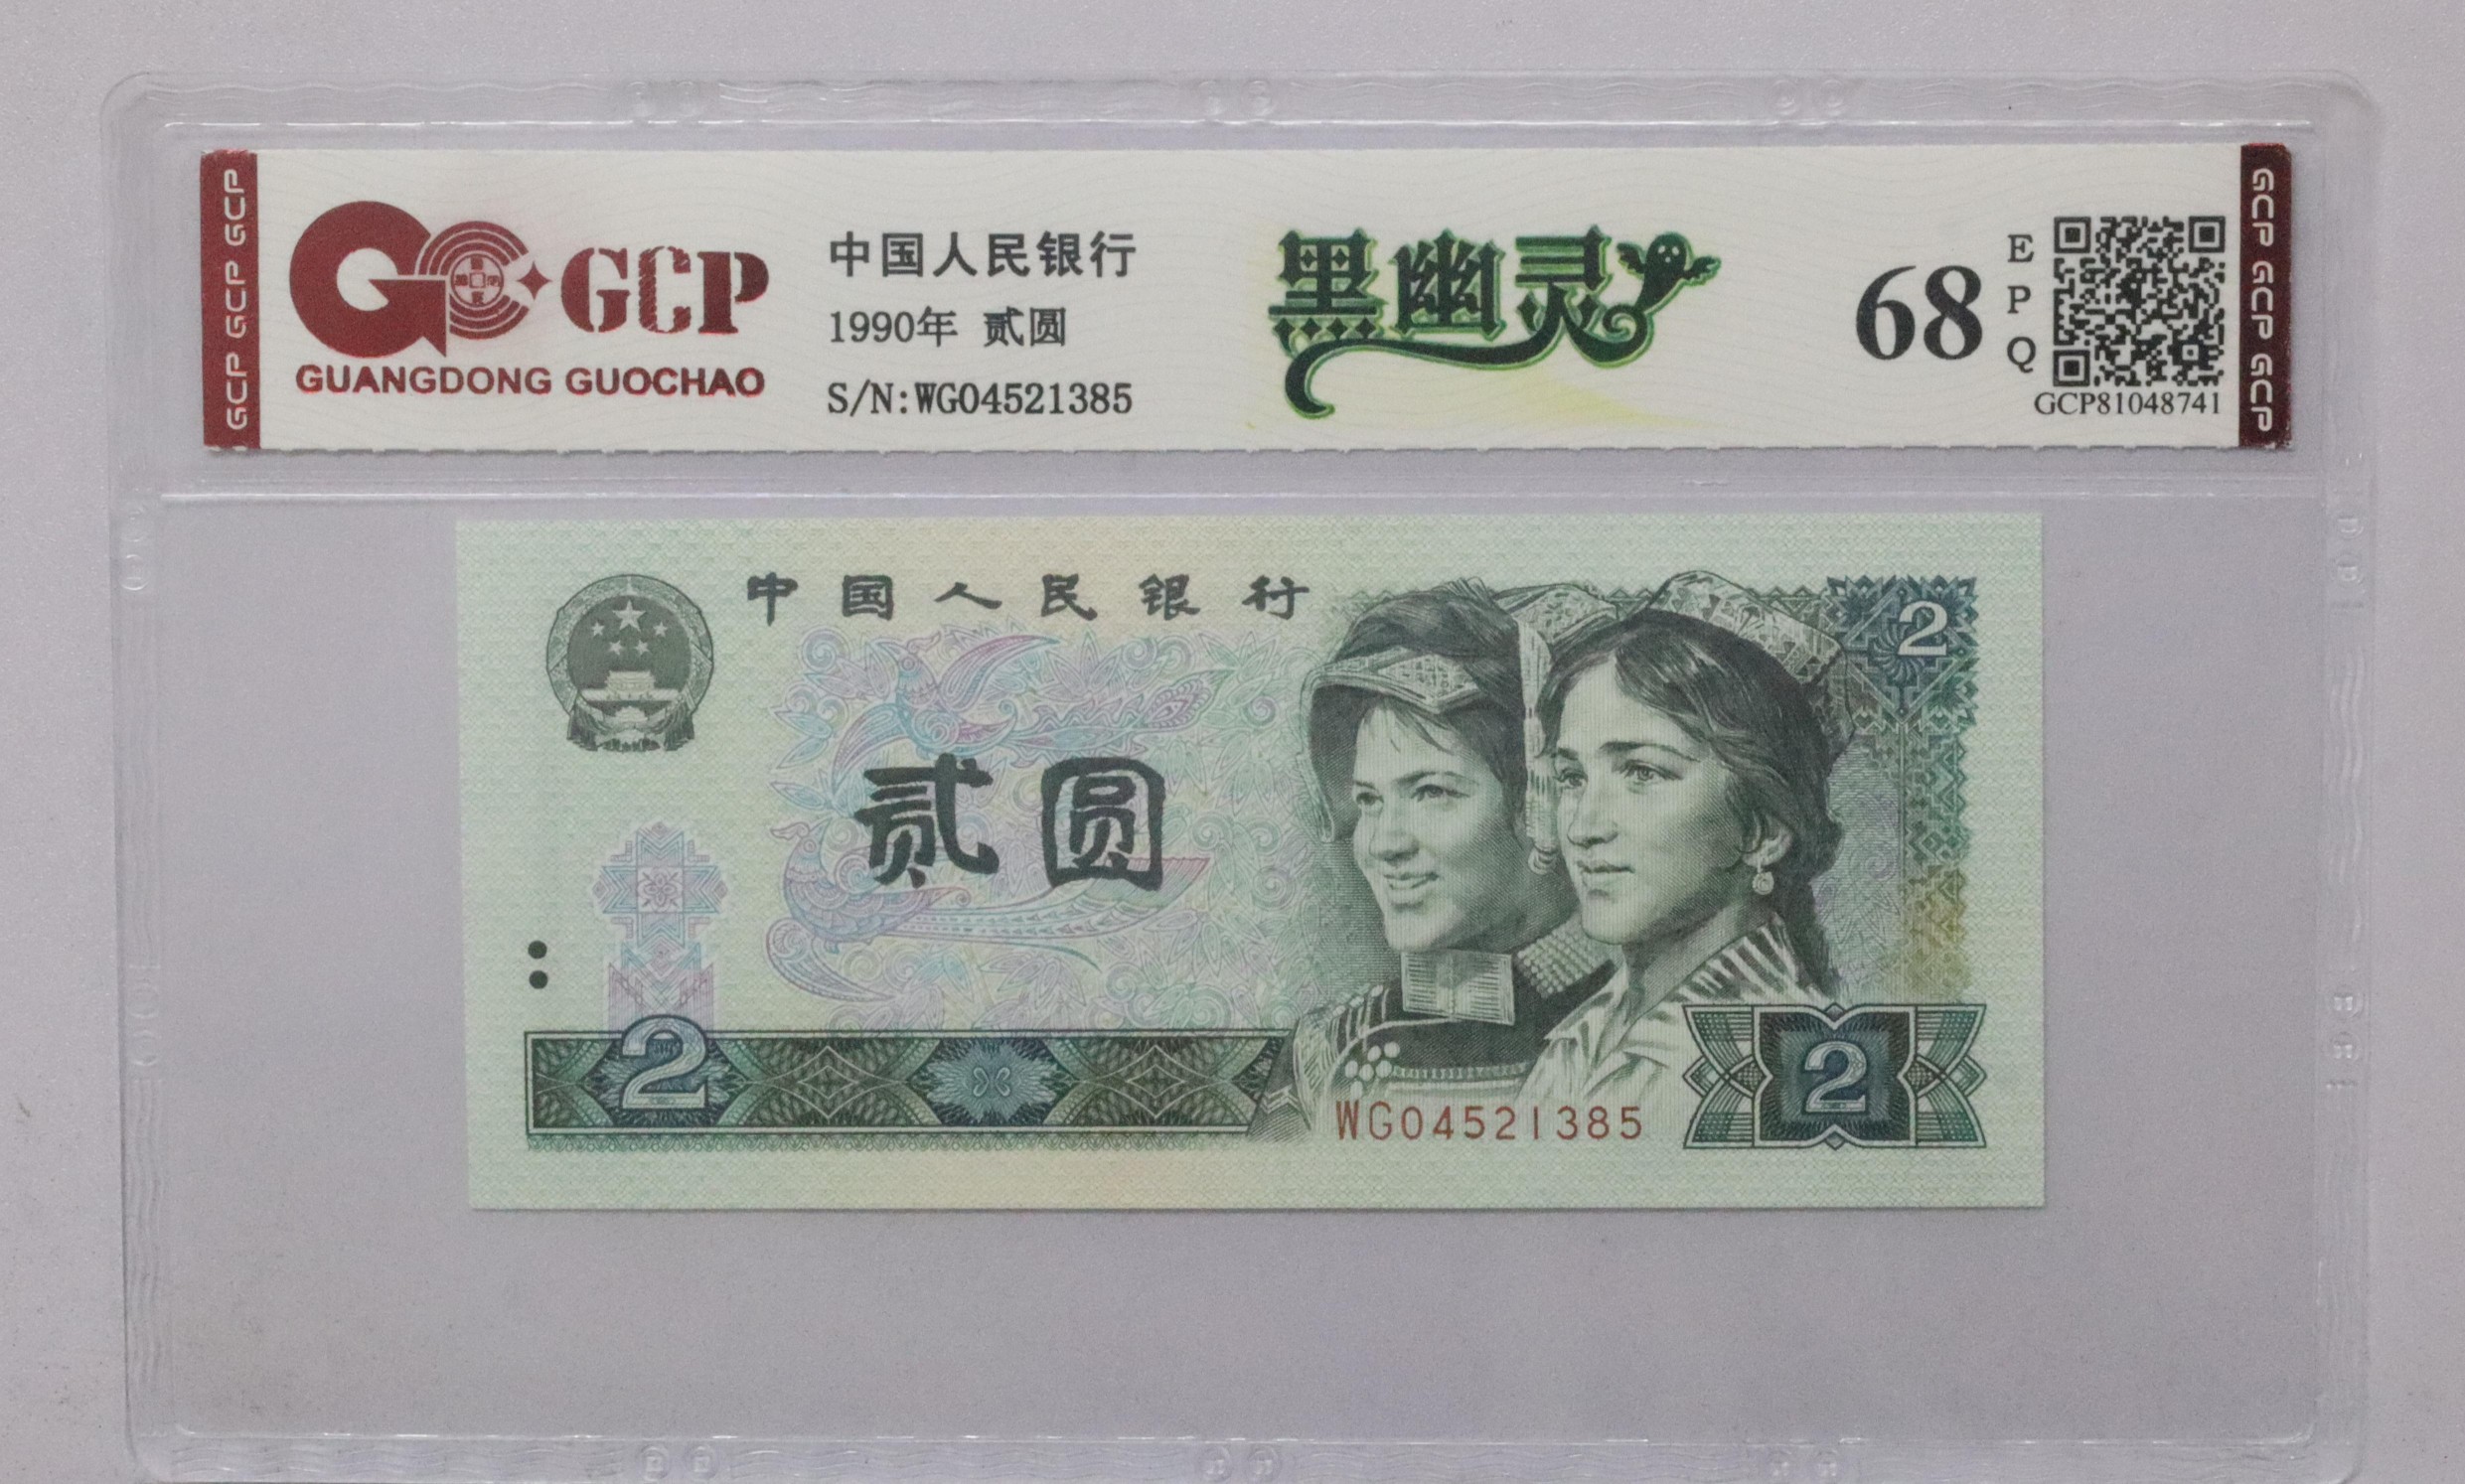 GCP GCP GCP
GCP
GUANGDONG GUOCHAO
中国人民银行
1990年 贰圆
S/N:WG04521385
黑幽灵
68
EPQ
GCP81048741
GCP GCP GCP
中国人民银行
2
贰圆
2
WG04521385
2